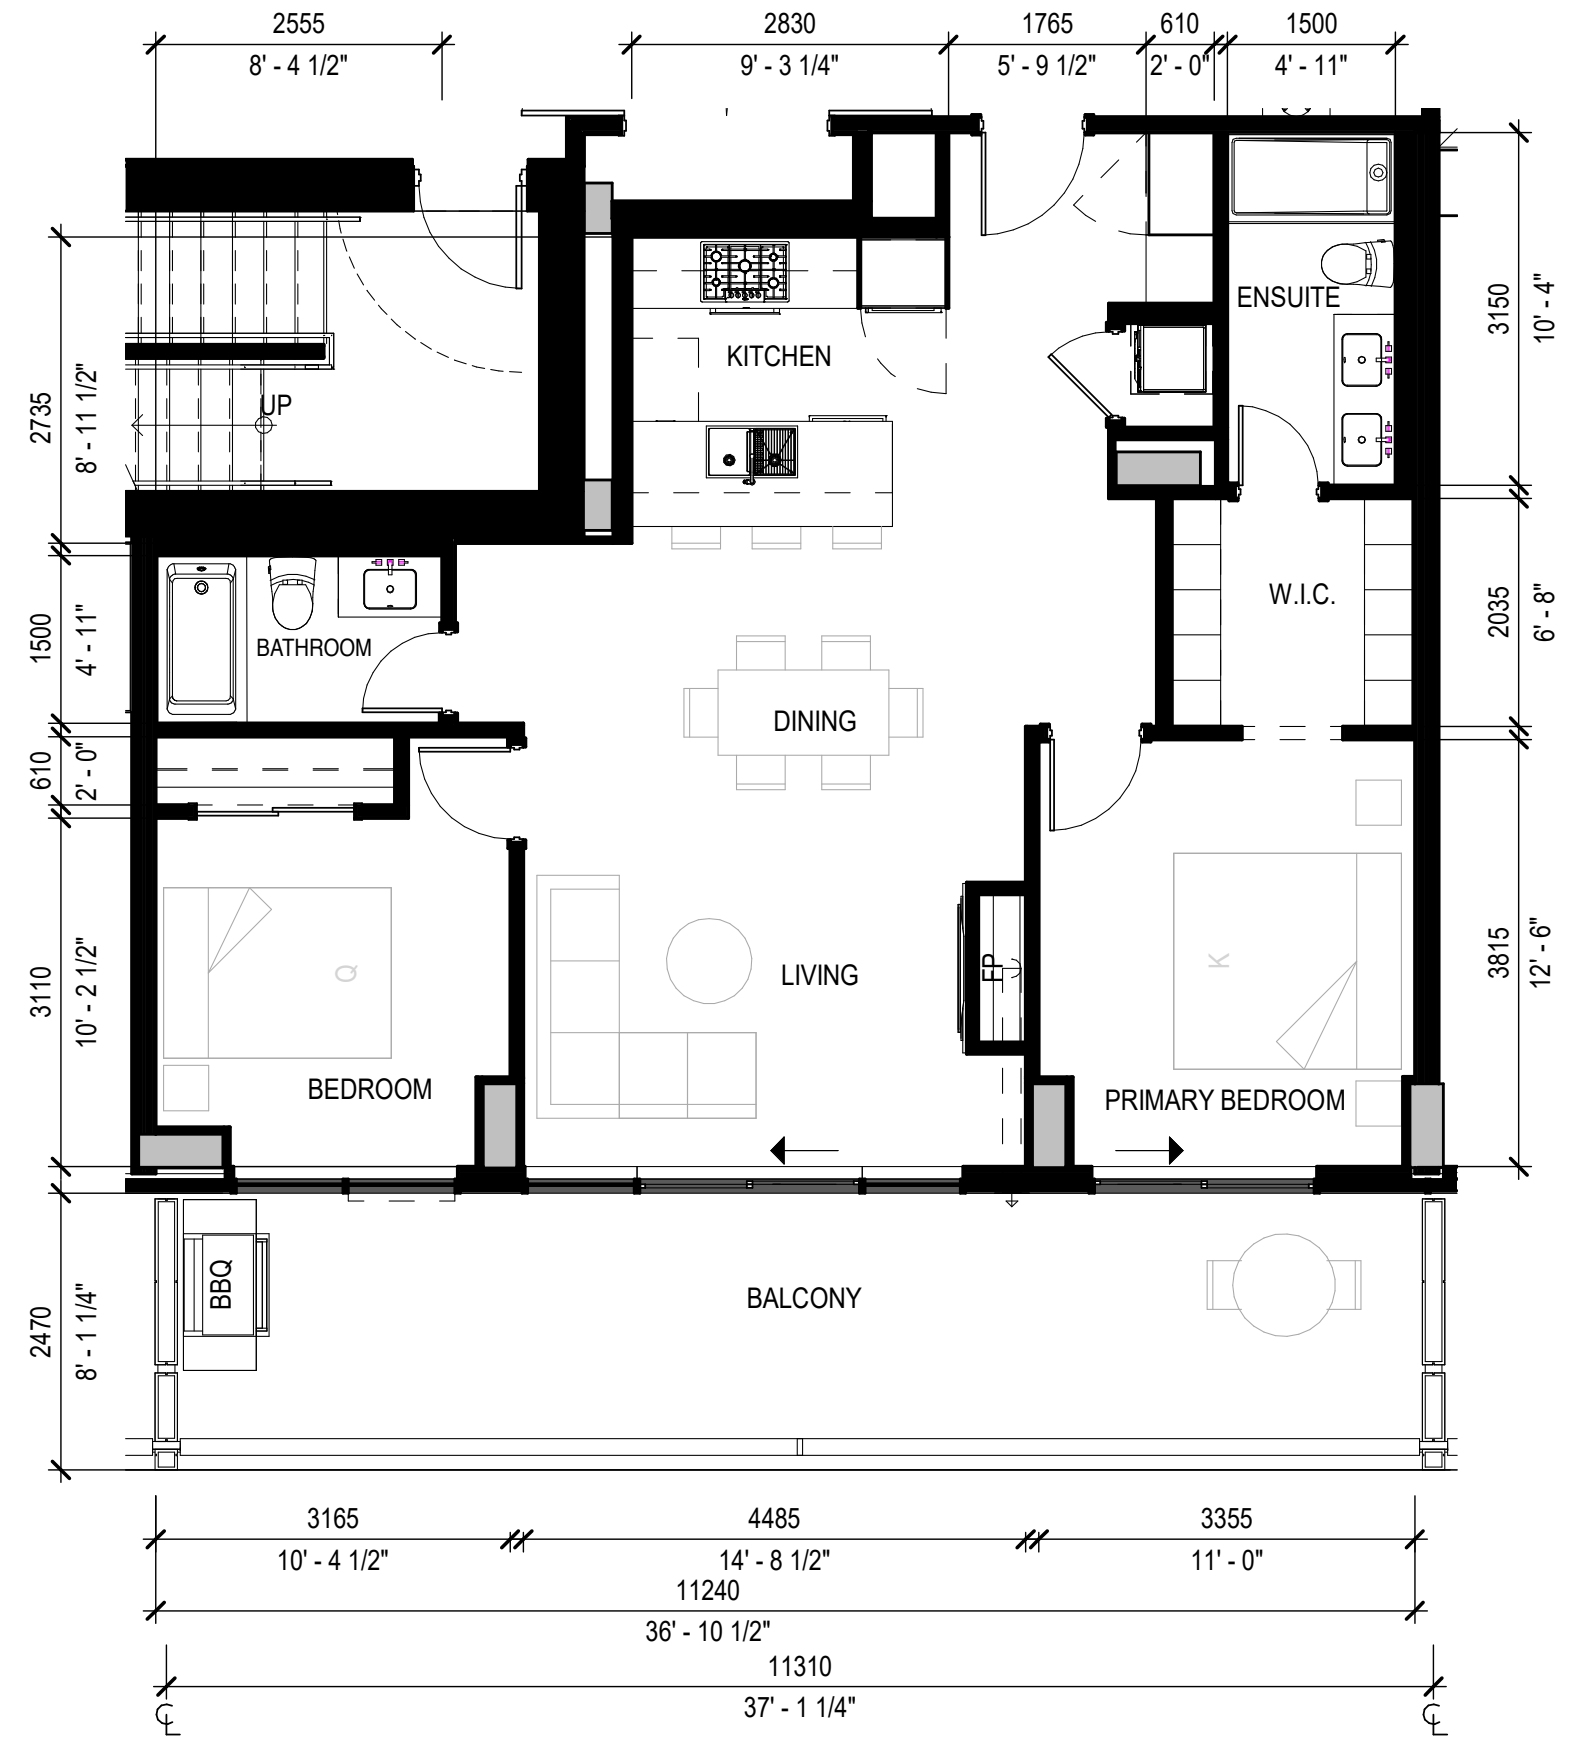 2555
8' - 4 1/2"
2830
9' - 3 1/4"
1765
5' - 9 1/2"
610
2' - 0"
1500
4' - 11"
ENSUITE
3150
10' - 4"
KITCHEN
UP
2735
8' - 11 1/2"
W.I.C.
2035
6' - 8"
1500
4' - 11"
BATHROOM
DINING
610
2' - 0"
3110
10' - 2 1/2"
Q
LIVING
FP
K
3815
12' - 6"
BEDROOM
PRIMARY BEDROOM
BBQ
BALCONY
2470
8' - 1 1/4"
3165
10' - 4 1/2"
4485
14' - 8 1/2"
3355
11' - 0"
11240
36' - 10 1/2"
11310
37' - 1 1/4"
℄
℄